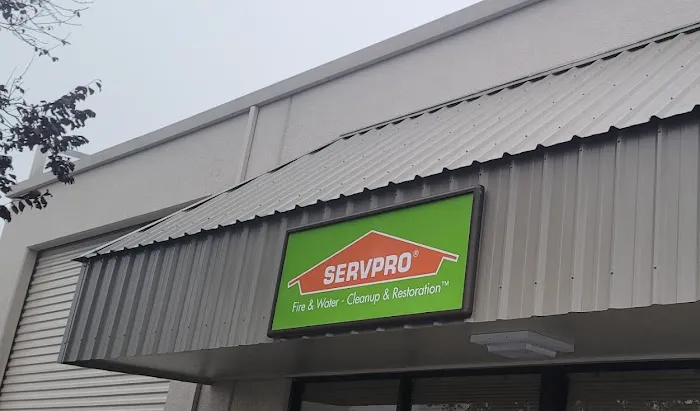 SERVPRO®
Fire & Water - Cleanup & Restoration™